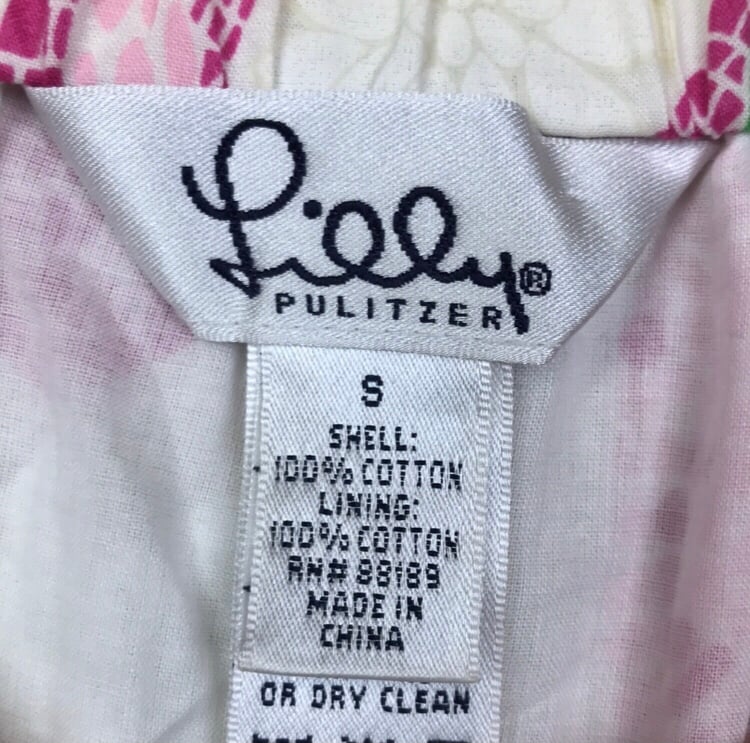 Lilly®
PULITZER
S
SHELL:
100% COTTON
LINING:
100% COTTON
RN# 88189
MADE IN
CHINA
OR DRY CLEAN